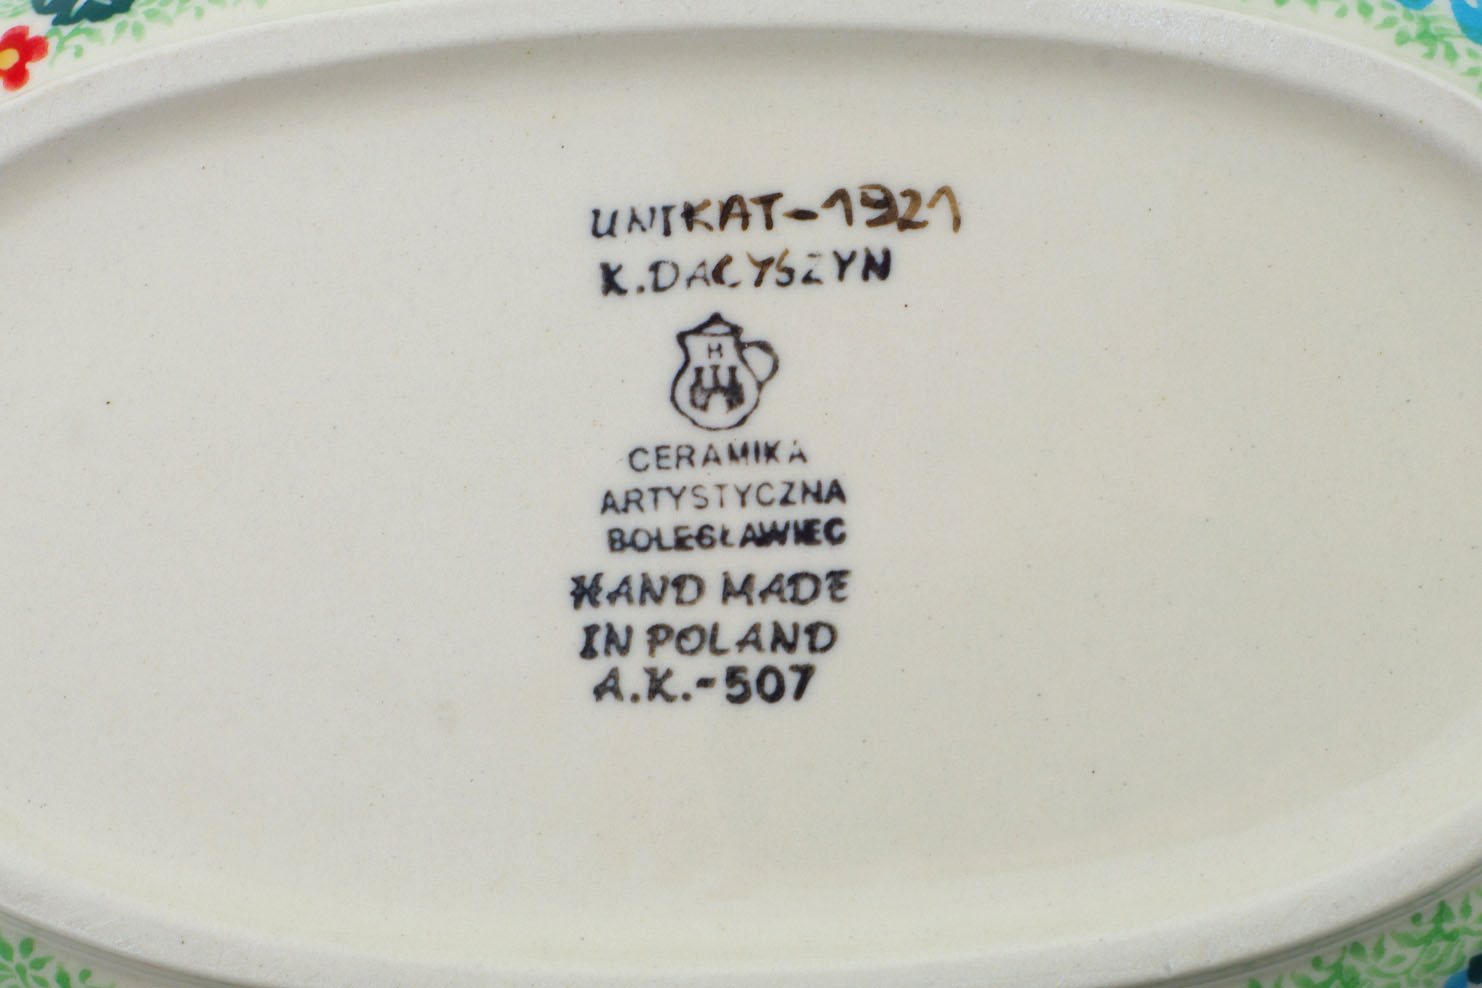 UNIKAT-1921
K.DACYSZYN
H
CERAMIKA
ARTYSTYCZNA
BOLESŁAWIEC
HAND MADE
IN POLAND
A.K.-507